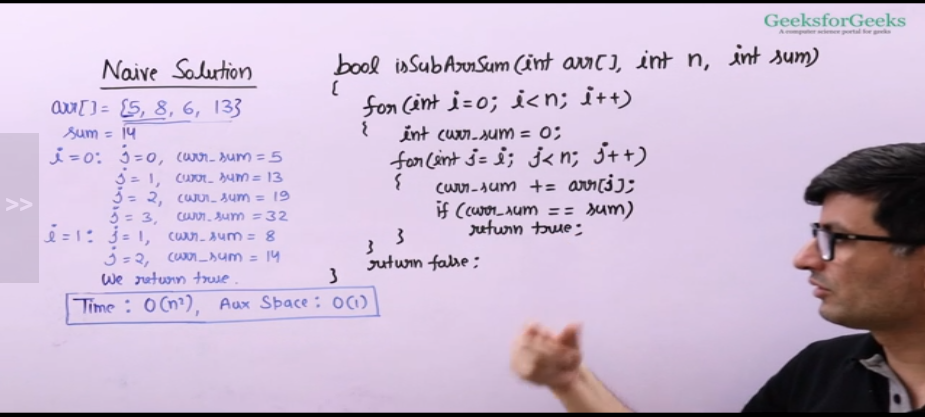 GeeksforGeeks
A computer science portal for geeks
Naive Solution
arr[] = {5, 8, 6, 13}
sum = 14
i=0: j=0, curr_sum = 5
j=1, curr_sum = 13
j=2, curr_sum = 19
j=3, curr_sum = 32
i=1: j=1, curr_sum = 8
j=2, curr_sum = 14
We return true.
Time : O(n²), Aux Space : O(1)
bool isSubArrSum(int arr[], int n, int sum)
{
for(int i=0; i<n; i++)
{ int curr_sum = 0;
for(int j=i; j<n; j++)
{ curr_sum += arr[j];
if (curr_sum == sum)
return true;
}
}
return false;
}
>>